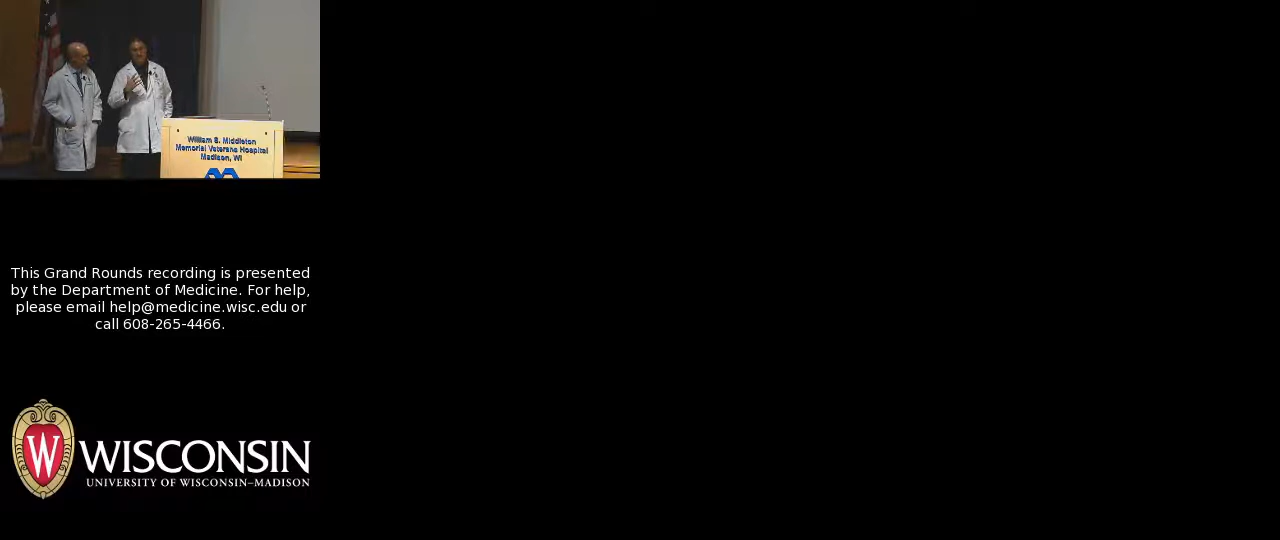 William S. Middleton
Memorial Veterans Hospital
Madison, WI
This Grand Rounds recording is presented
by the Department of Medicine. For help,
please email help@medicine.wisc.edu or
call 608-265-4466.
W
WISCONSIN
UNIVERSITY OF WISCONSIN–MADISON